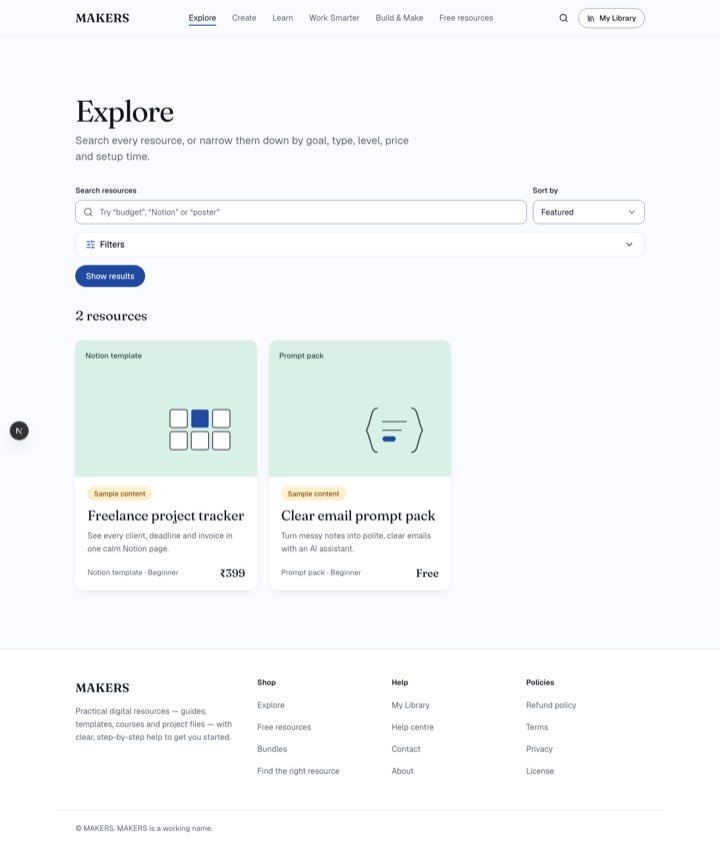 MAKERS
Explore
Create
Learn
Work Smarter
Build & Make
Free resources
My Library
Explore
Search every resource, or narrow them down by goal, type, level, price
and setup time.
Search resources
Sort by
Try “budget”, “Notion” or “poster”
Featured
Filters
Show results
2 resources
Notion template
Prompt pack
N
Sample content
Freelance project tracker
See every client, deadline and invoice in
one calm Notion page.
Notion template · Beginner
₹399
Sample content
Clear email prompt pack
Turn messy notes into polite, clear emails
with an AI assistant.
Prompt pack · Beginner
Free
MAKERS
Practical digital resources — guides,
templates, courses and project files — with
clear, step-by-step help to get you started.
Shop
Explore
Free resources
Bundles
Find the right resource
Help
My Library
Help centre
Contact
About
Policies
Refund policy
Terms
Privacy
License
© MAKERS. MAKERS is a working name.